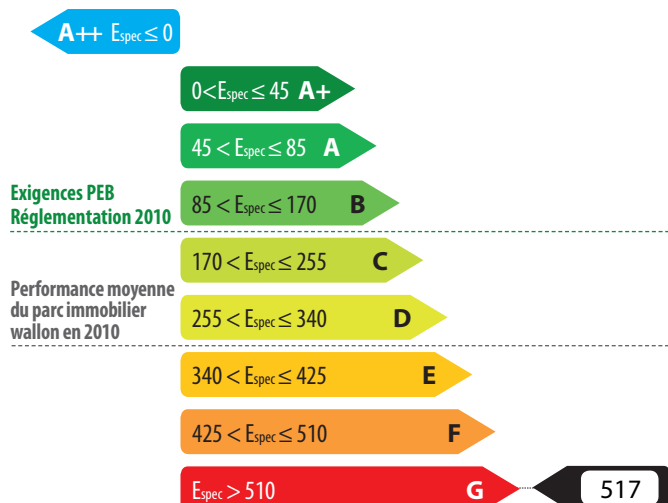 A++ Espec ≤ 0
0<Espec ≤ 45 A+
45 < Espec ≤ 85 A
Exigences PEB
Réglementation 2010
85 < Espec ≤ 170 B
170 < Espec ≤ 255 C
Performance moyenne
du parc immobilier
wallon en 2010
255 < Espec ≤ 340 D
340 < Espec ≤ 425 E
425 < Espec ≤ 510 F
Espec > 510 G 517